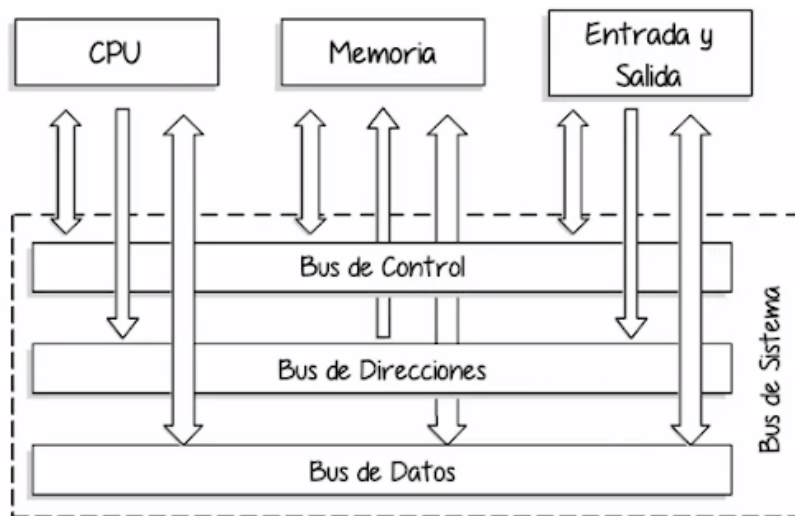 CPU
Memoria
Entrada y
Salida
Bus de Control
Bus de Direcciones
Bus de Datos
Bus de Sistema